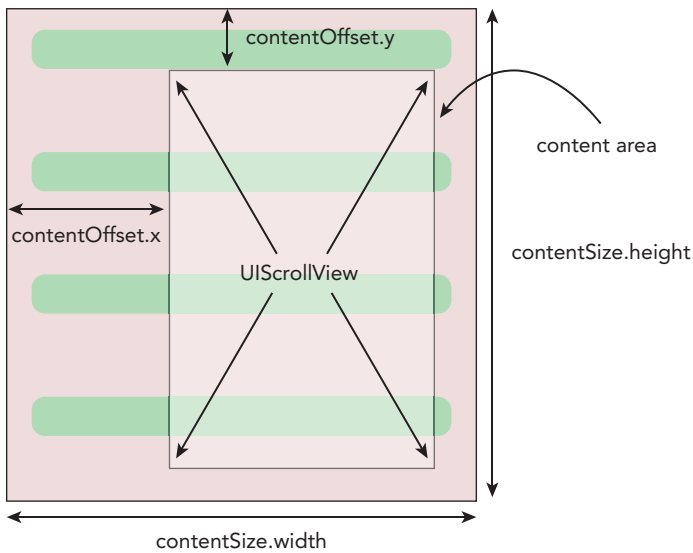 contentOffset.y
content area
contentOffset.x
contentSize.height
UIScrollView
contentSize.width